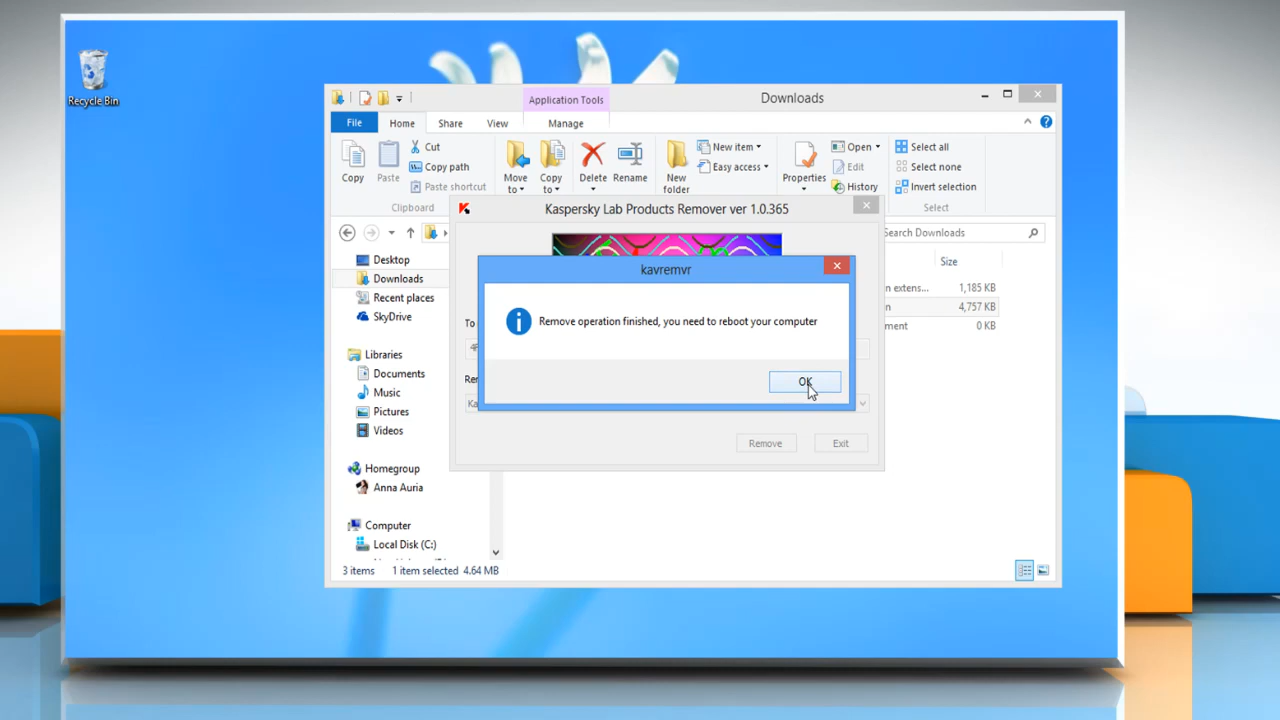 Recycle Bin
Application Tools
Downloads
File
Home
Share
View
Manage
Copy
Paste
Cut
Copy path
Paste shortcut
Clipboard
Move
to
Copy
to
Delete
Rename
New
folder
New item
Easy access
Properties
Open
Edit
History
Select all
Select none
Invert selection
Select
Kaspersky Lab Products Remover ver 1.0.365
Search Downloads
Size
n extens...
1,185 KB
n
4,757 KB
ment
0 KB
Desktop
Downloads
Recent places
SkyDrive
Libraries
Documents
Music
Pictures
Videos
Homegroup
Anna Auria
Computer
Local Disk (C:)
kavremvr
Remove operation finished, you need to reboot your computer
OK
To
Rer
Ka
Remove
Exit
3 items
1 item selected 4.64 MB